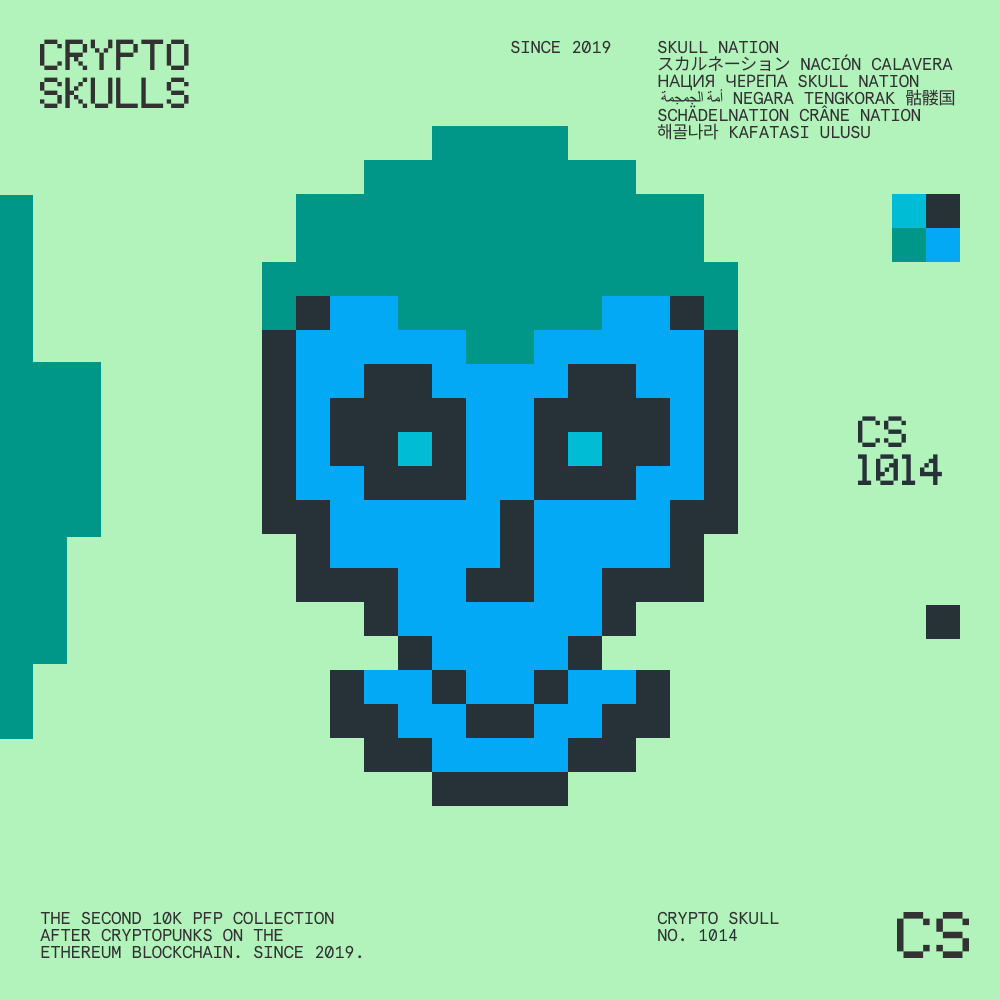 CRYPTO
SKULLS
SINCE 2019
SKULL NATION
スカルネーション NACIÓN CALAVERA
НАЦИЯ ЧЕРЕПА SKULL NATION
أمة الجمجمة NEGARA TENGKORAK 骷髅国
SCHÄDELNATION CRÂNE NATION
해골나라 KAFATASI ULUSU
CS
1014
THE SECOND 10K PFP COLLECTION
AFTER CRYPTOPUNKS ON THE
ETHEREUM BLOCKCHAIN. SINCE 2019.
CRYPTO SKULL
NO. 1014
CS